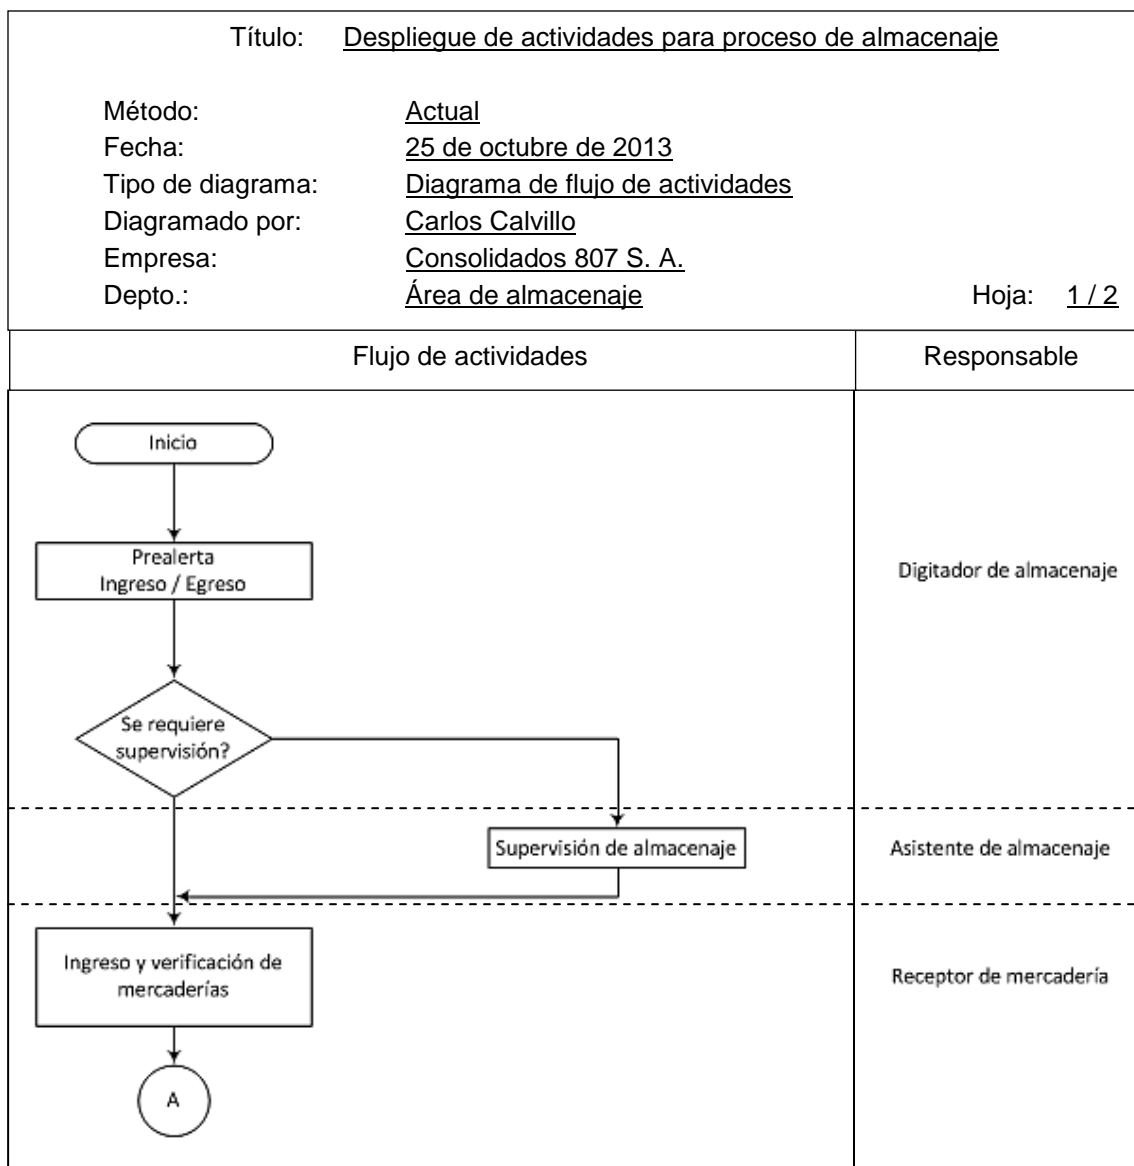 Título: Despliegue de actividades para proceso de almacenaje
Método: Actual
Fecha: 25 de octubre de 2013
Tipo de diagrama: Diagrama de flujo de actividades
Diagramado por: Carlos Calvillo
Empresa: Consolidados 807 S. A.
Depto.: Área de almacenaje Hoja: 1 / 2
Flujo de actividades Responsable
Inicio
Prealerta
Ingreso / Egreso
Digitador de almacenaje
Se requiere
supervisión?
Supervisión de almacenaje
Asistente de almacenaje
Ingreso y verificación de
mercaderías
Receptor de mercadería
A